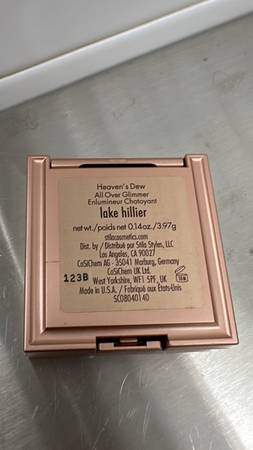 Heaven's Dew
All Over Glimmer
Enlumineur Chatoyant
lake hillier
net wt./poids net 0.14oz./3.97g
stilacosmetics.com
Dist. by / Distribué par Stila Styles, LLC
Los Angeles, CA 90027
CoSiChem AG - 35041 Marburg, Germany
CoSiChem UK Ltd.
West Yorkshire, WF1 5PF, UK
Made in U.S.A. / Fabriqué aux États-Unis
SC08040140
123B